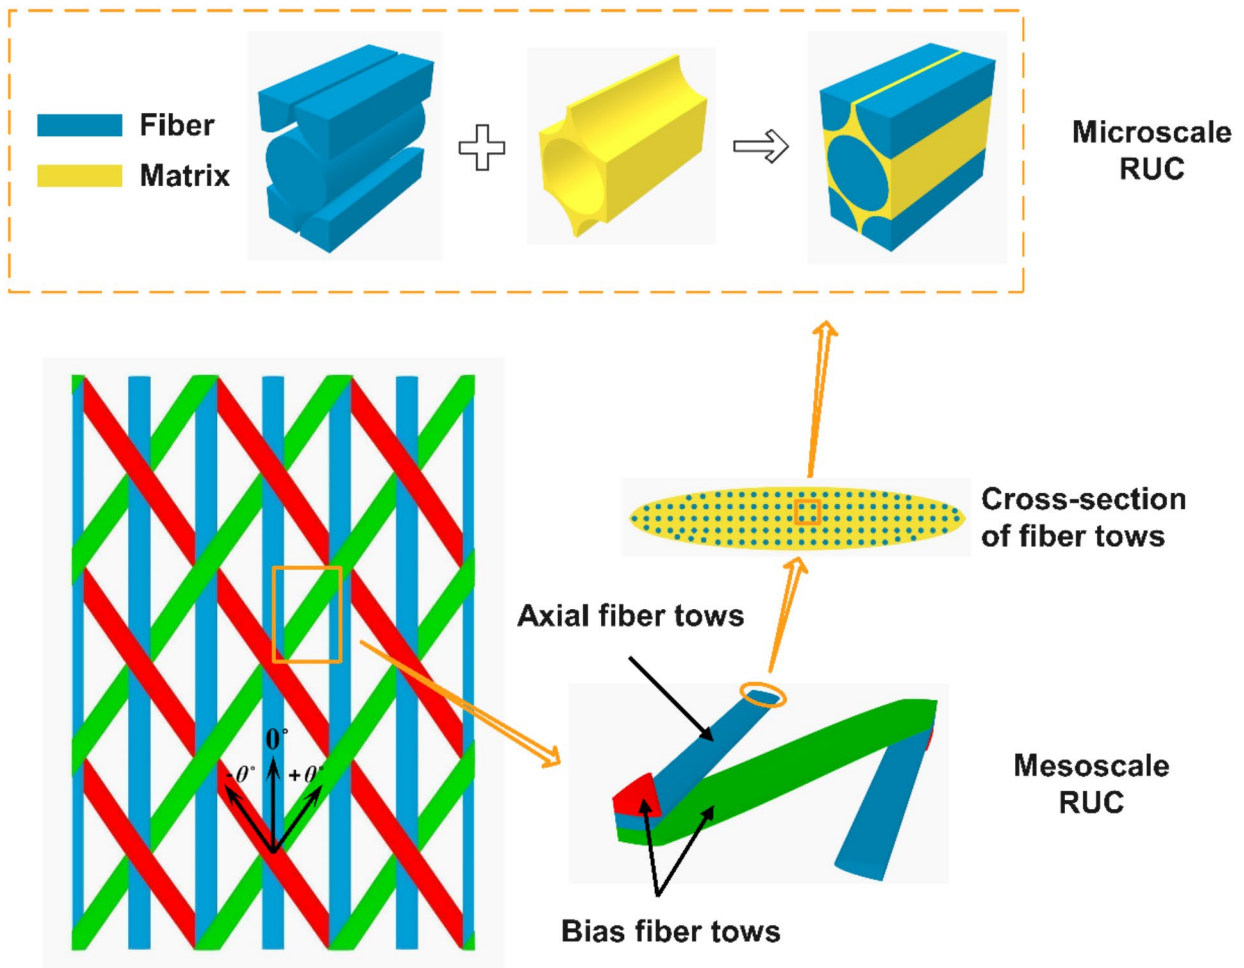 Fiber
Matrix
Microscale
RUC
Cross-section
of fiber tows
Axial fiber tows
0°
-θ°
+θ°
Mesoscale
RUC
Bias fiber tows